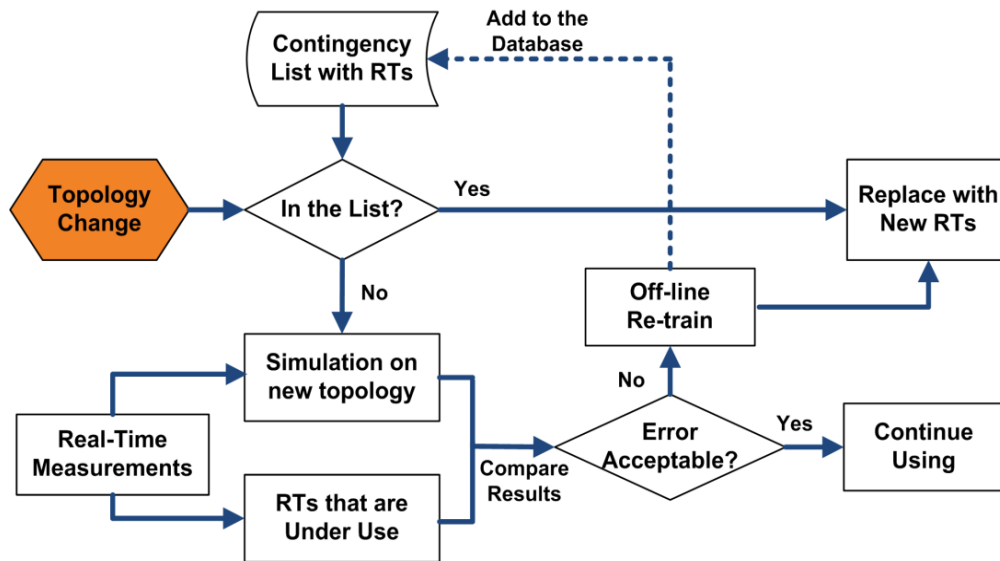 Add to the
Database
Contingency
List with RTs
Topology
Change
In the List?
Yes
Replace with
New RTs
No
Off-line
Re-train
Simulation on
new topology
No
Real-Time
Measurements
Compare
Results
Error
Acceptable?
Yes
Continue
Using
RTs that are
Under Use